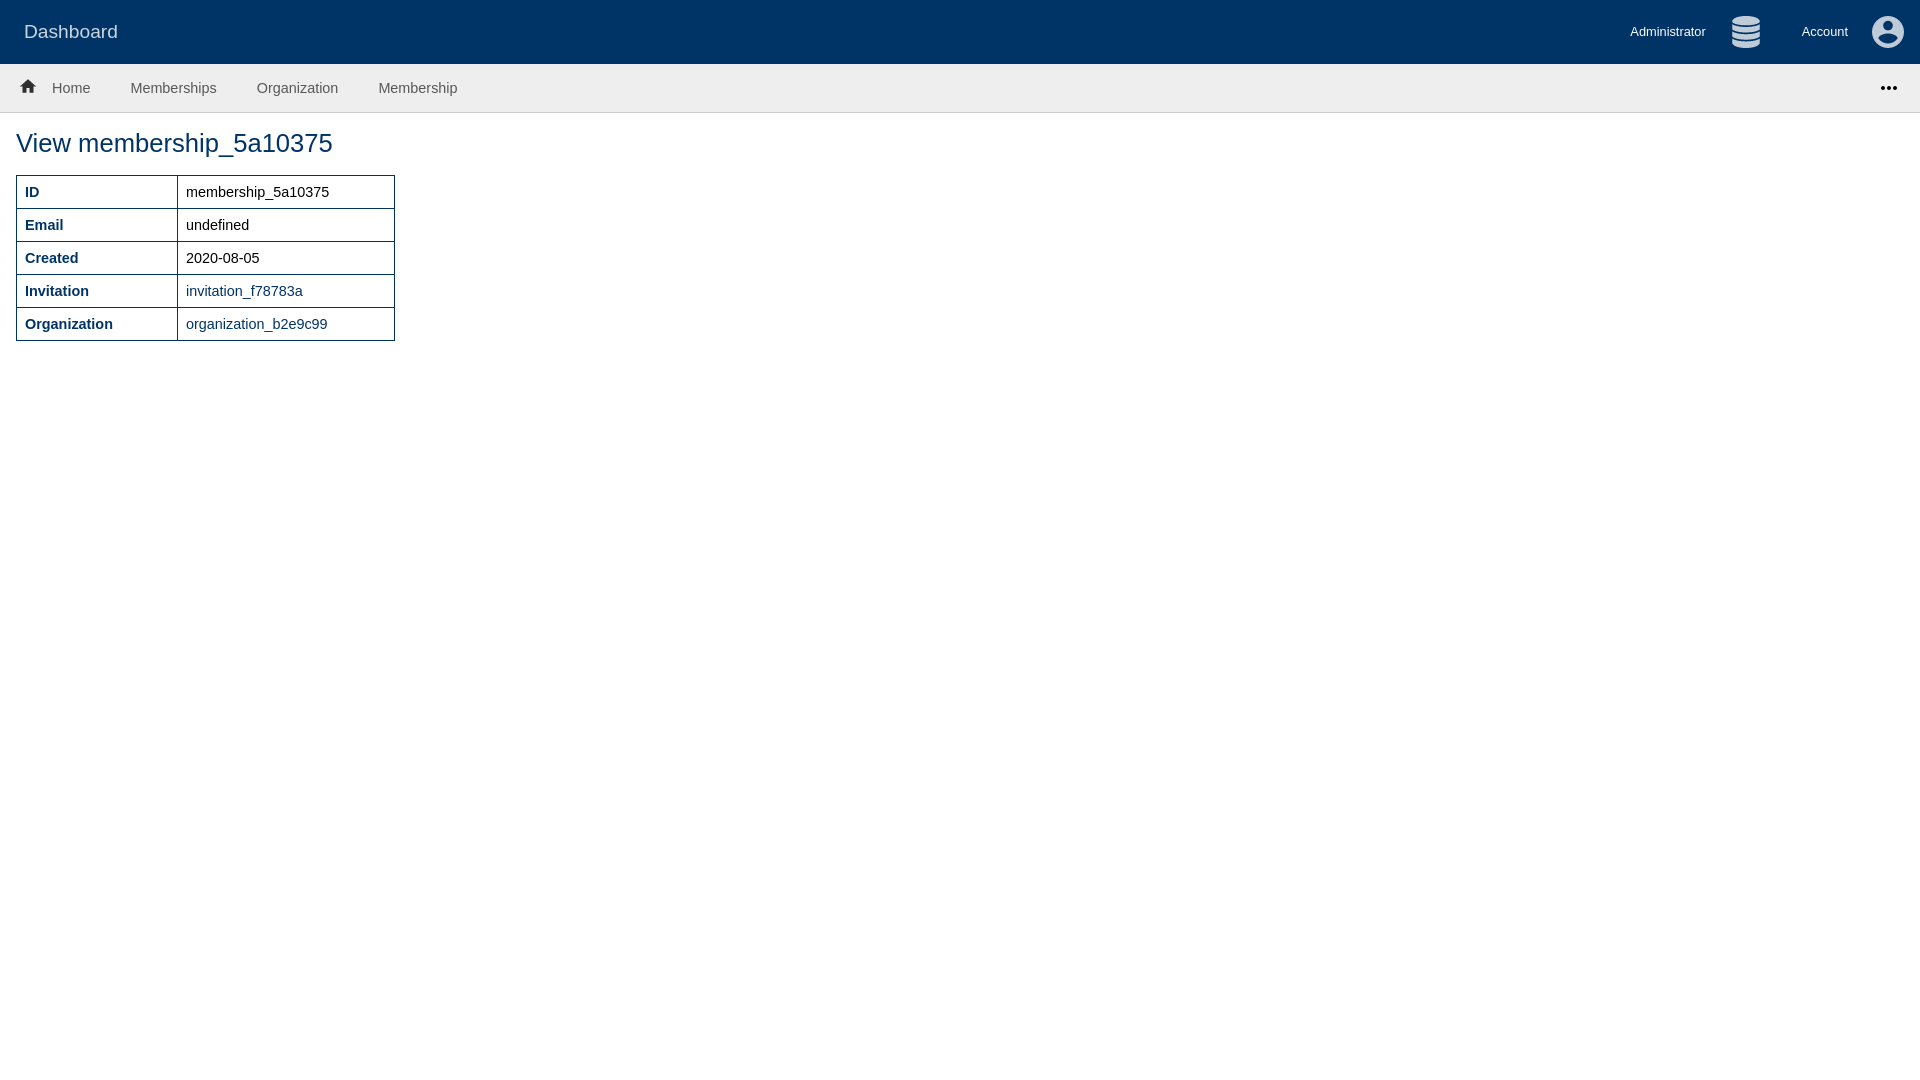 Dashboard
Administrator
Account
Home
Memberships
Organization
Membership
View membership_5a10375
ID membership_5a10375
Email undefined
Created 2020-08-05
Invitation invitation_f78783a
Organization organization_b2e9c99